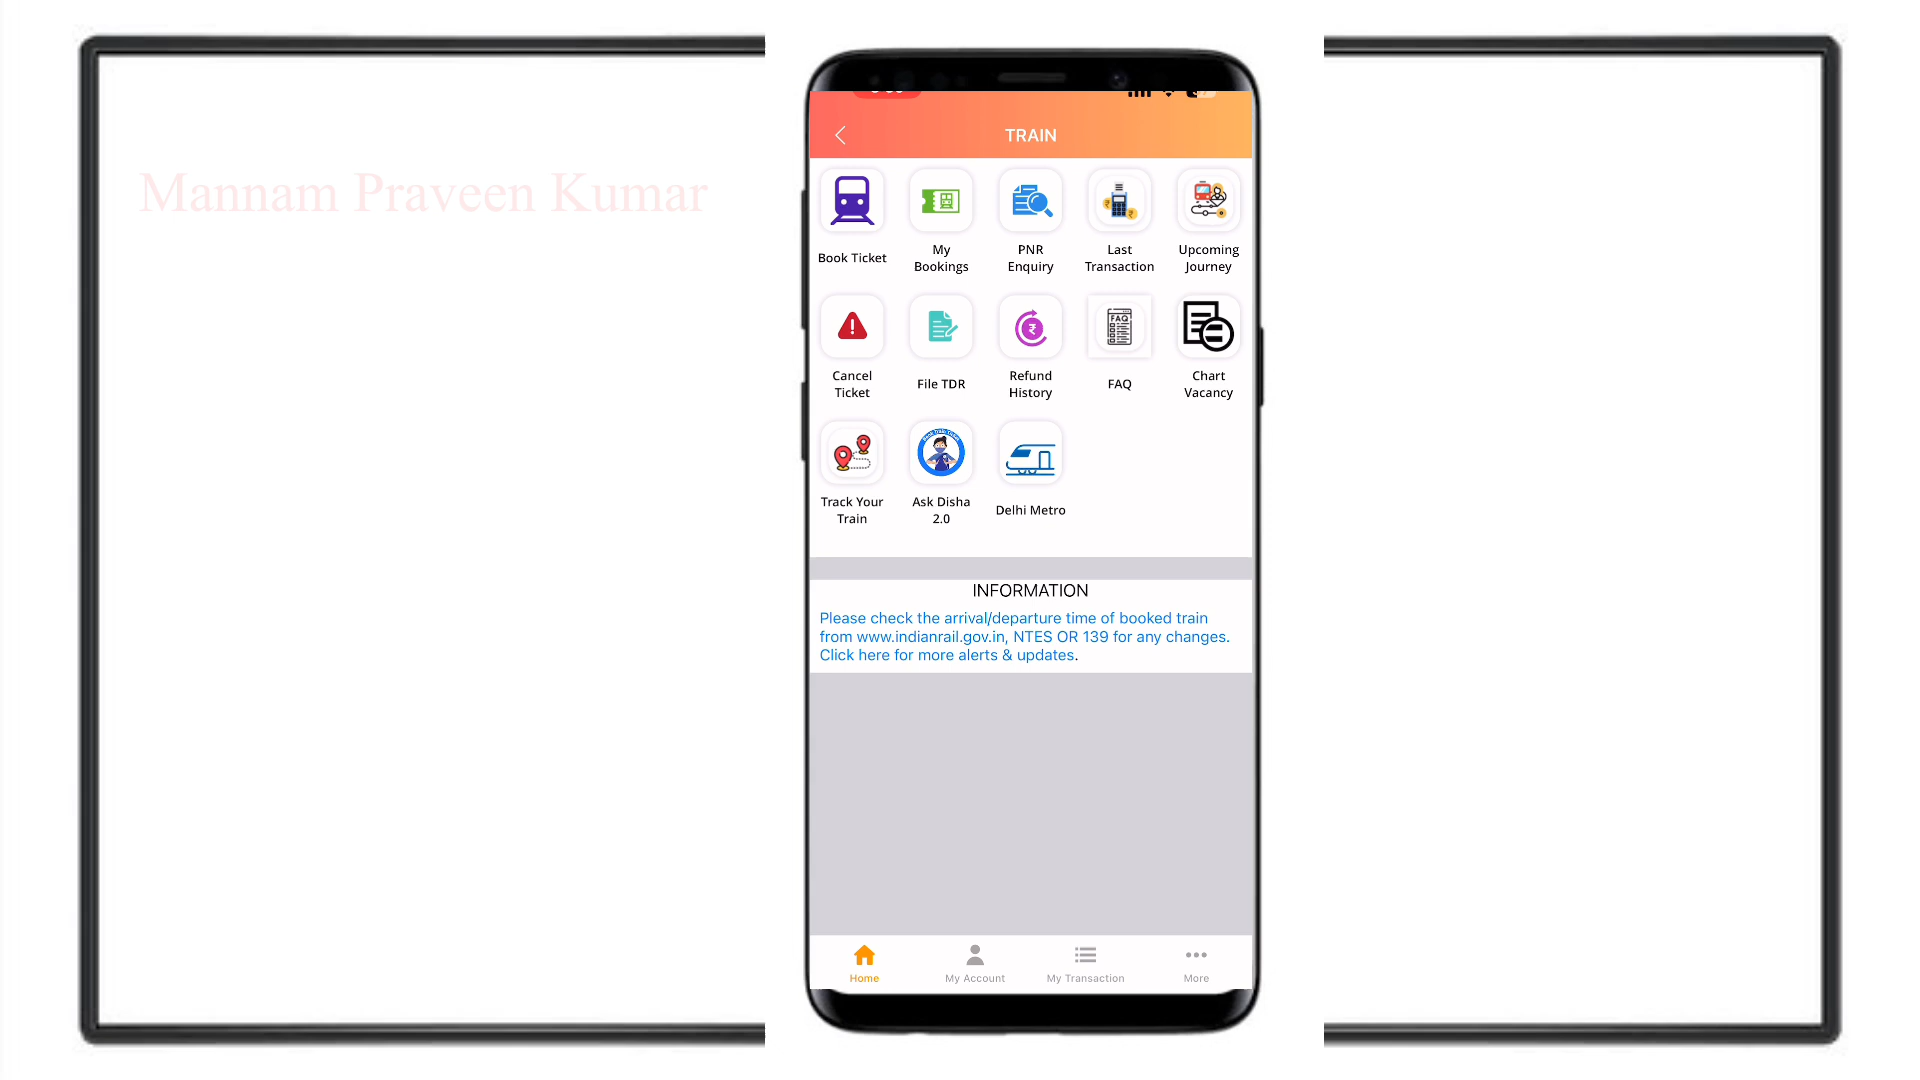 Mannam Praveen Kumar
TRAIN
Book Ticket
My
Bookings
PNR
Enquiry
Last
Transaction
Upcoming
Journey
Cancel
Ticket
File TDR
Refund
History
FAQ
FAQ
Chart
Vacancy
Track Your
Train
Ask Disha
2.0
Delhi Metro
INFORMATION
Please check the arrival/departure time of booked train
from www.indianrail.gov.in, NTES OR 139 for any changes.
Click here for more alerts & updates.
Home
My Account
My Transaction
More